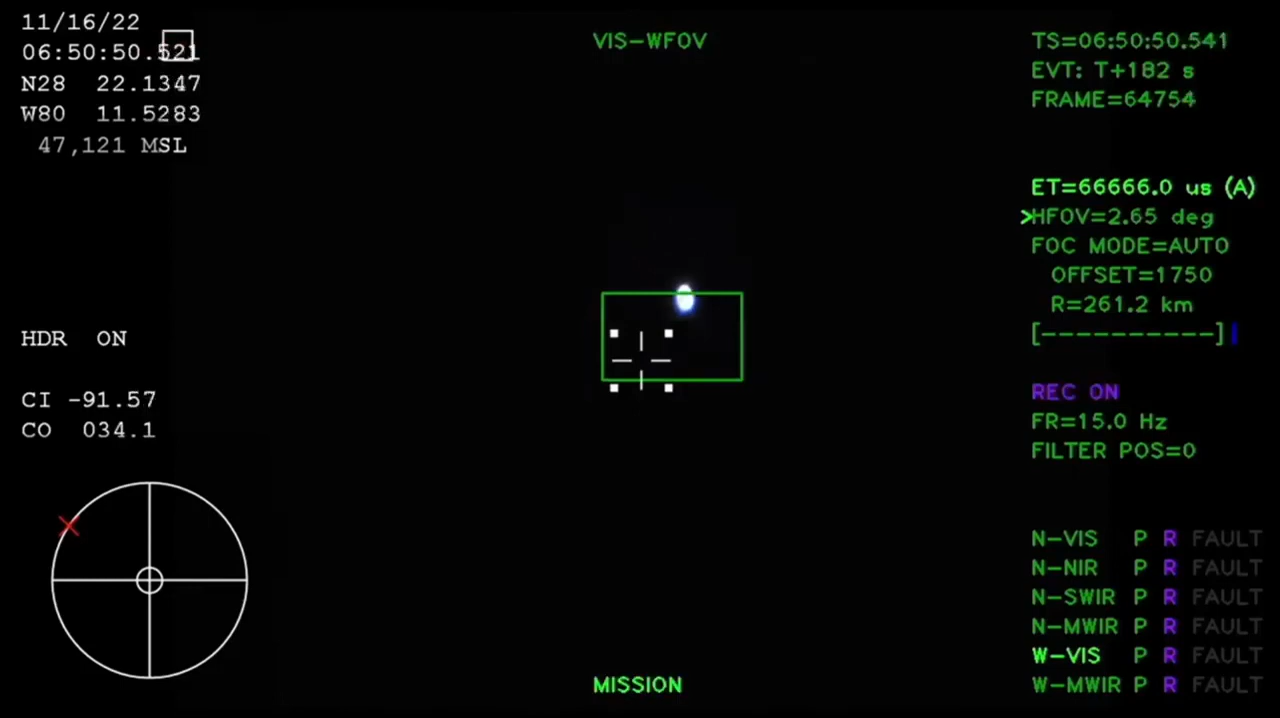 11/16/22
06:50:50.521
N28 22.1347
W80 11.5283
47,121 MSL
VIS-WFOV
TS=06:50:50.541
EVT: T+182 s
FRAME=64754
ET=66666.0 us (A)
>HFOV=2.65 deg
FOC MODE=AUTO
OFFSET=1750
R=261.2 km
[----------]
HDR ON
CI -91.57
CO 034.1
REC ON
FR=15.0 Hz
FILTER POS=0
N-VIS P R FAULT
N-NIR P R FAULT
N-SWIR P R FAULT
N-MWIR P R FAULT
W-VIS P R FAULT
W-MWIR P R FAULT
MISSION